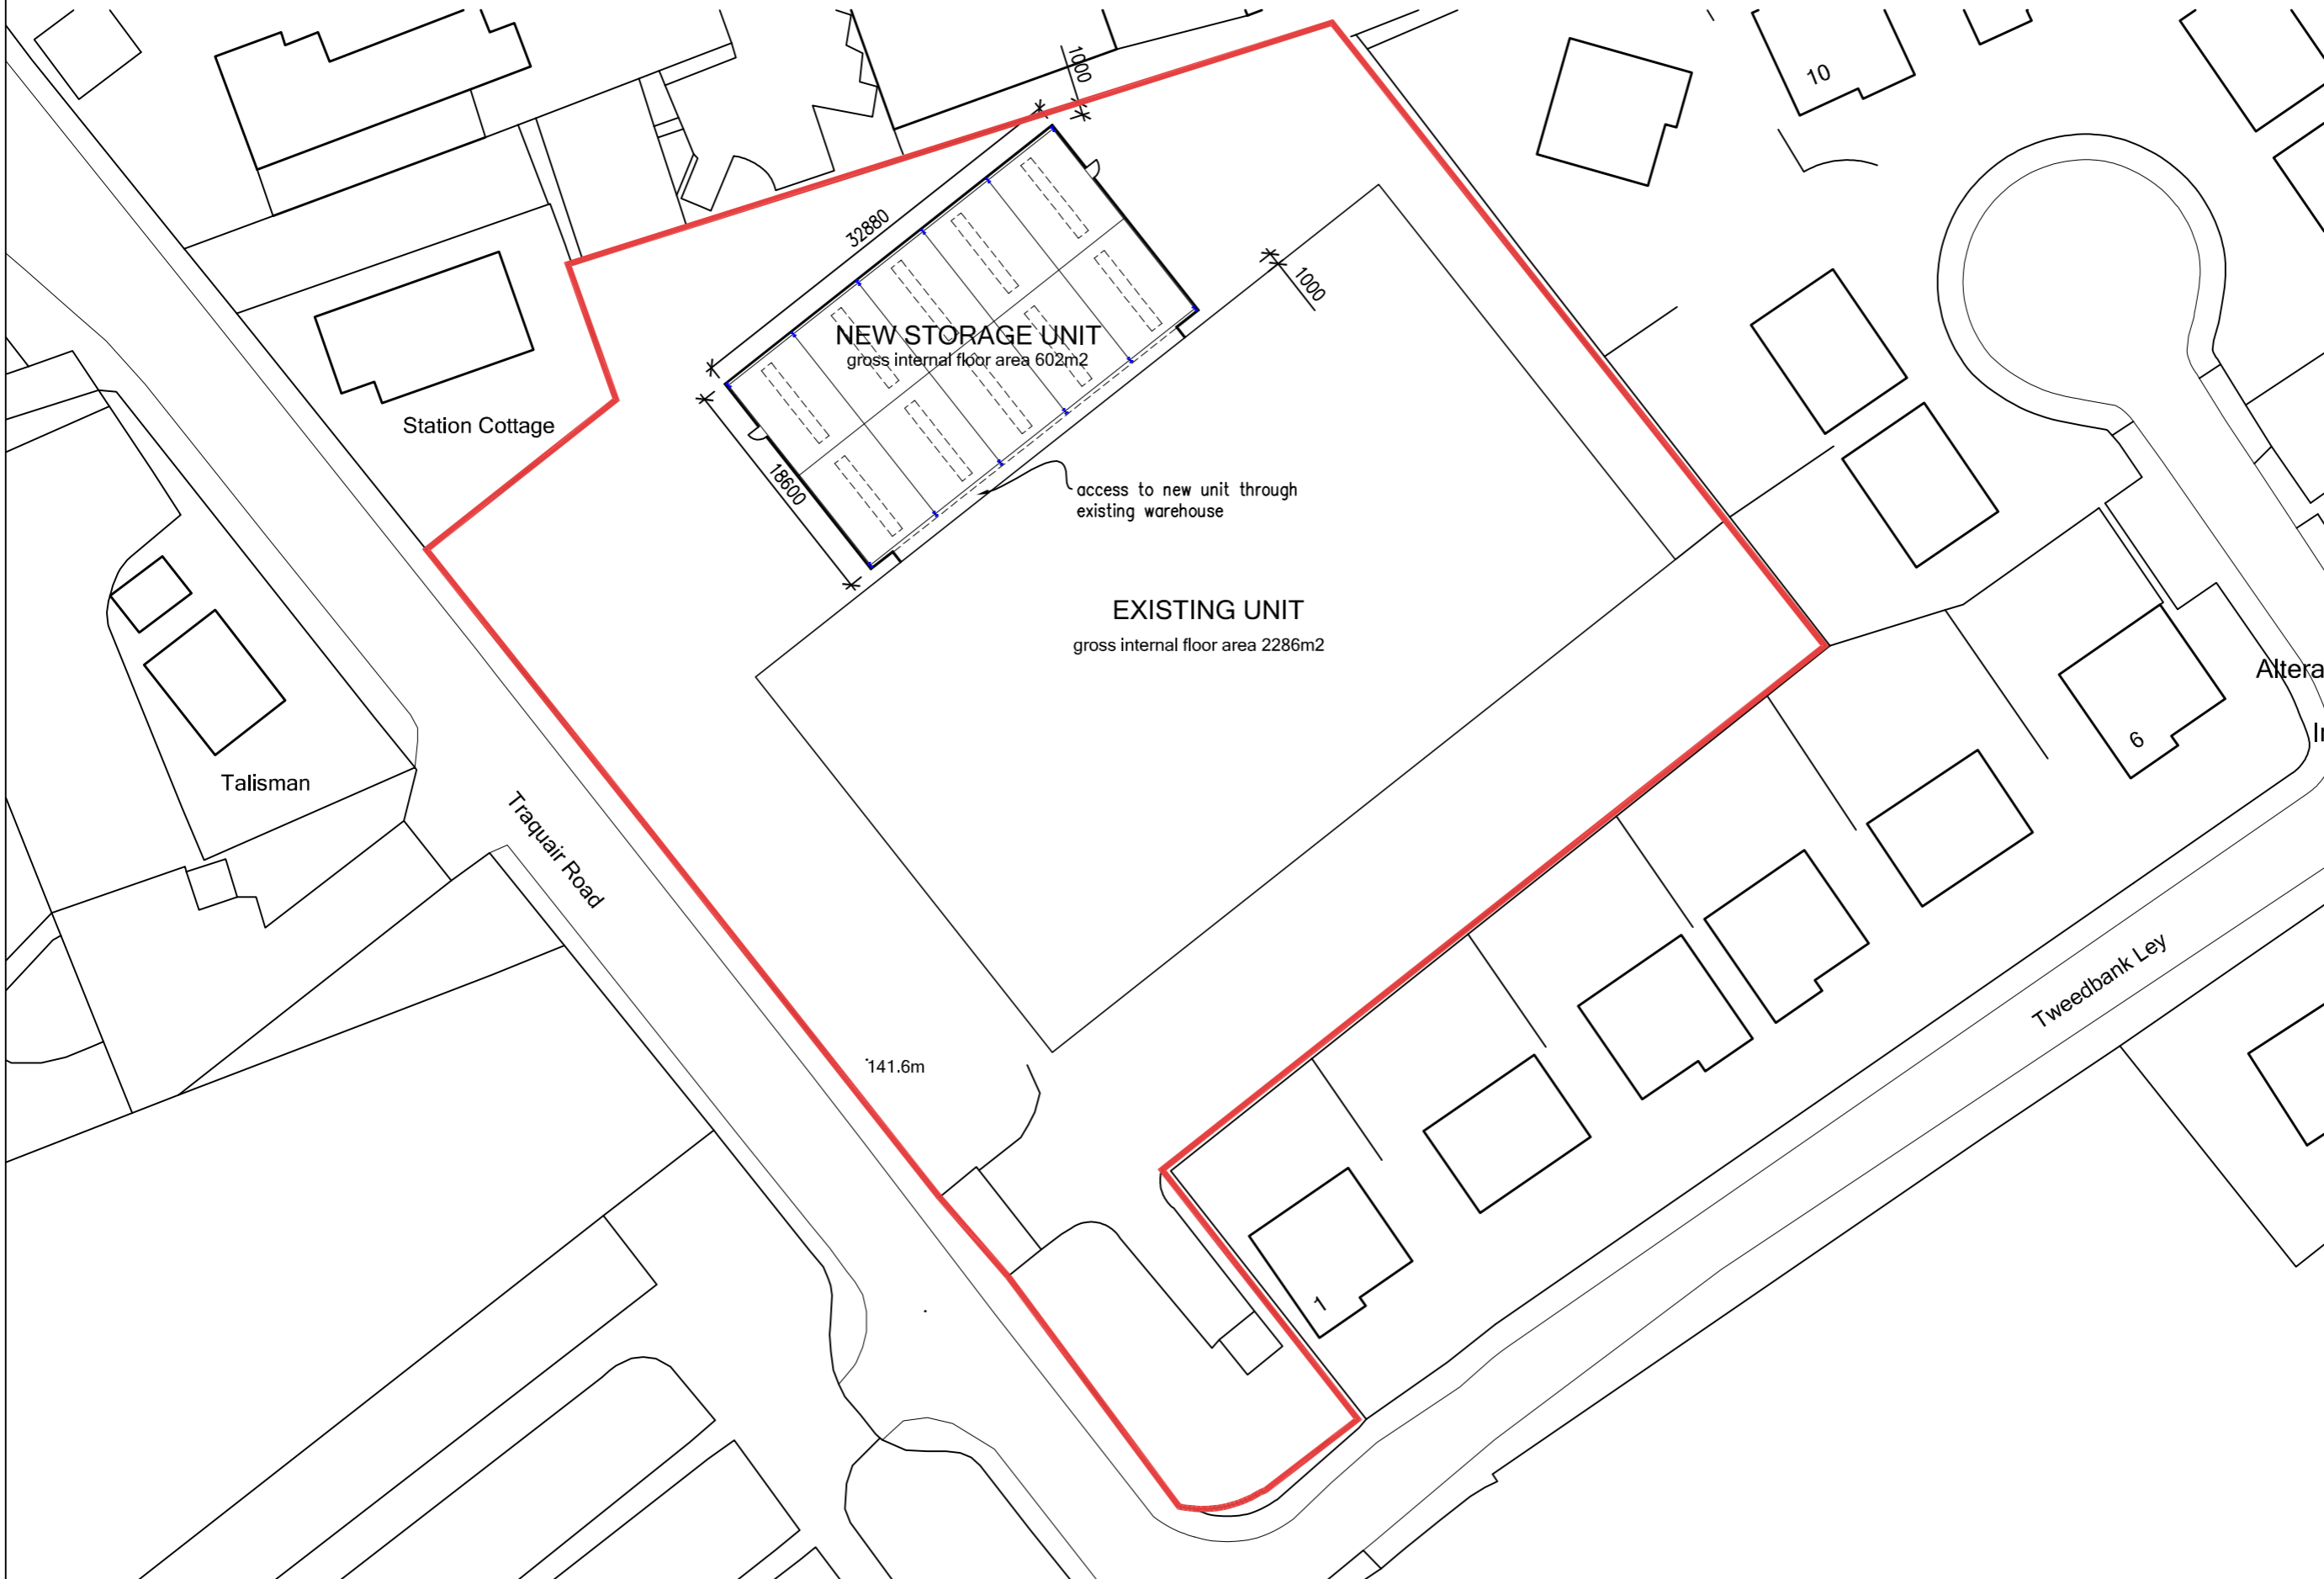 1000
10
32880
1000
NEW STORAGE UNIT
gross internal floor area 602m2
Station Cottage
18600
access to new unit through
existing warehouse
EXISTING UNIT
gross internal floor area 2286m2
Altera
6
Talisman
Traquair Road
Tweedbank Ley
141.6m
1